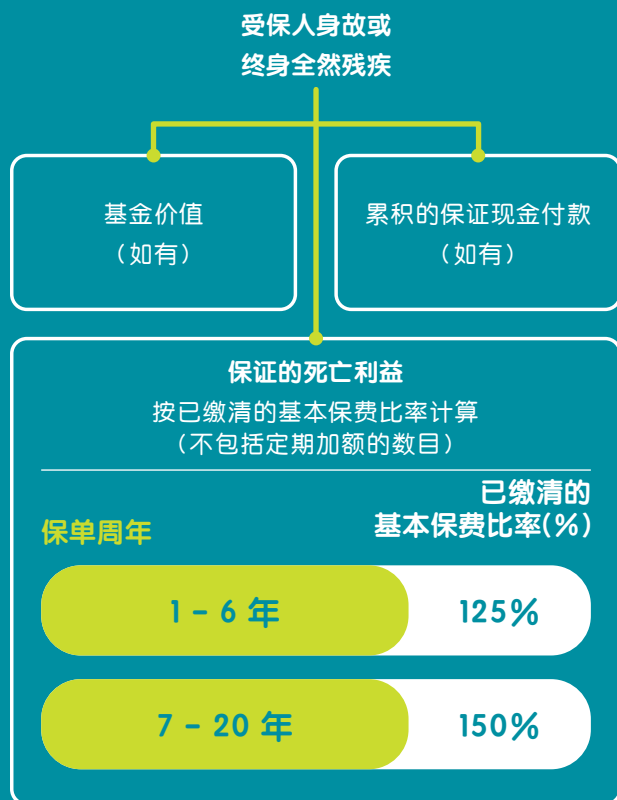 受保人身故或
终身全然残疾
基金价值
（如有）
累积的保证现金付款
（如有）
保证的死亡利益
按已缴清的基本保费比率计算
（不包括定期加额的数目）
保单周年
已缴清的
基本保费比率(%)
1 - 6 年
125%
7 - 20 年
150%